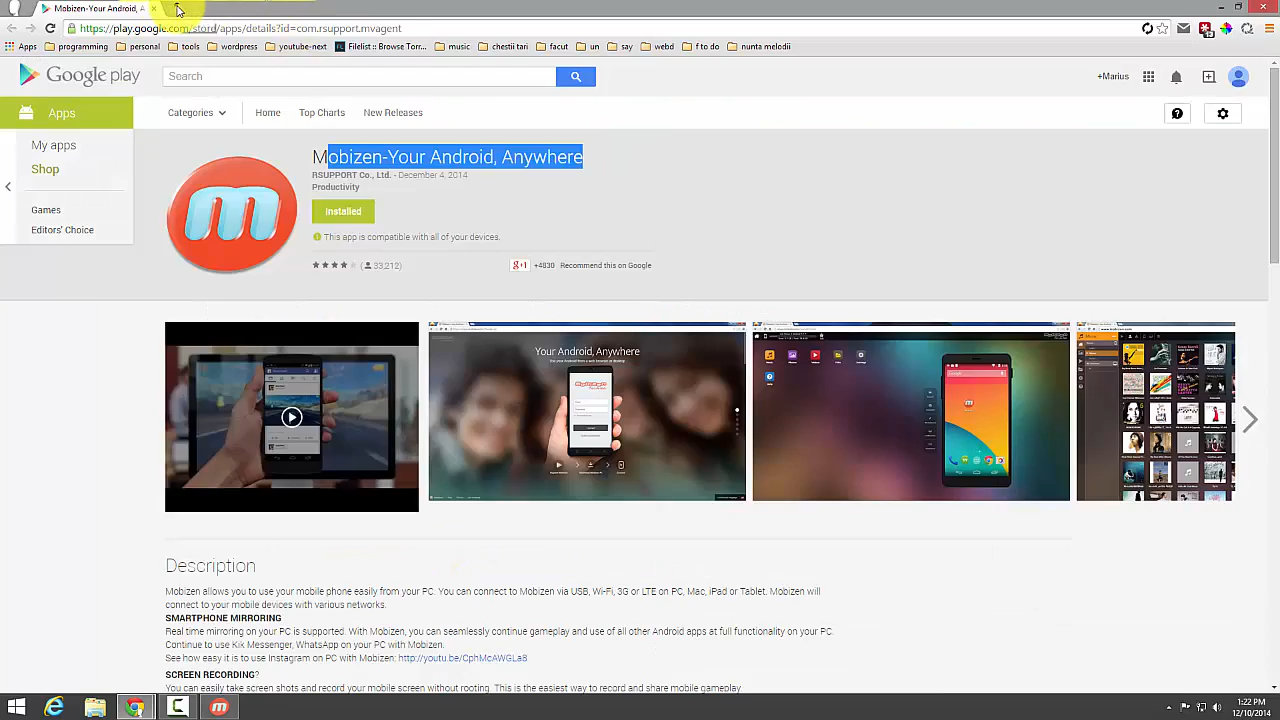 Mobizen-Your Android, A
https://play.google.com/store/apps/details?id=com.rsupport.mvagent
Apps programming personal tools wordpress youtube-next Filelist :: Browse Torr... music chestii tari facut un say webd f to do nunta melodii
Google play Search +Marius
Apps Categories Home Top Charts New Releases
My apps
Shop
Games
Editors' Choice
Mobizen-Your Android, Anywhere
RSUPPORT Co., Ltd. - December 4, 2014
Productivity
Installed
This app is compatible with all of your devices.
(33,212) g+1 +4830 Recommend this on Google
Your Android, Anywhere
Description
Mobizen allows you to use your mobile phone easily from your PC. You can connect to Mobizen via USB, Wi-Fi, 3G or LTE on PC, Mac, iPad or Tablet. Mobizen will
connect to your mobile devices with various networks.
SMARTPHONE MIRRORING
Real time mirroring on your PC is supported. With Mobizen, you can seamlessly continue gameplay and use of all other Android apps at full functionality on your PC.
Continue to use Kik Messenger, WhatsApp on your PC with Mobizen.
See how easy it is to use Instagram on PC with Mobizen: http://youtu.be/CphMcAWGLa8
SCREEN RECORDING?
You can easily take screen shots and record your mobile screen without rooting. This is the easiest way to record and share mobile gameplay
1:22 PM
12/10/2014